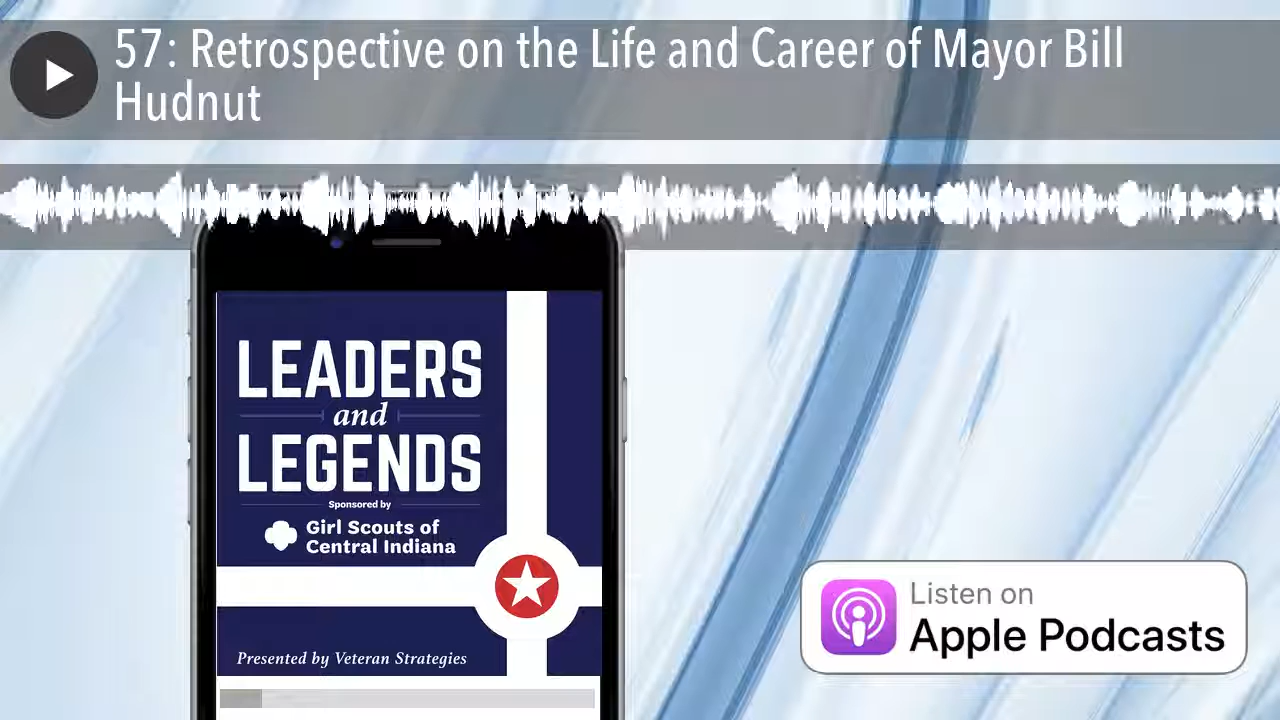 57: Retrospective on the Life and Career of Mayor Bill
Hudnut
LEADERS
and
LEGENDS
Sponsored by
Girl Scouts of
Central Indiana
Presented by Veteran Strategies
Listen on
Apple Podcasts